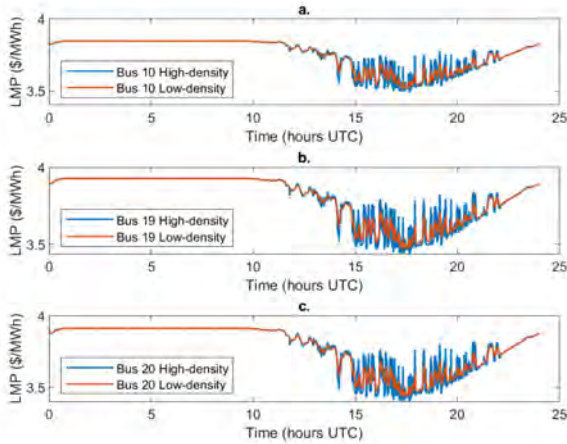 a.
4
LMP ($/MWh)
3.5
Bus 10 High-density
Bus 10 Low-density
0 5 10 15 20 25
Time (hours UTC)
b.
4
LMP ($/MWh)
3.5
Bus 19 High-density
Bus 19 Low-density
0 5 10 15 20 25
Time (hours UTC)
c.
4
LMP ($/MWh)
3.5
Bus 20 High-density
Bus 20 Low-density
0 5 10 15 20 25
Time (hours UTC)